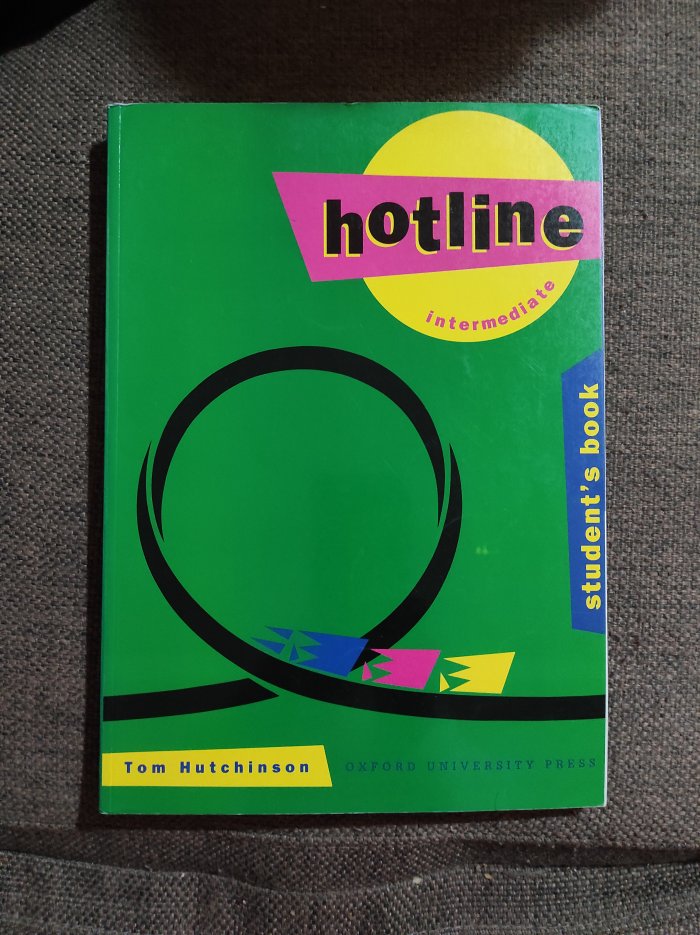 hotline
intermediate
student's book
Tom Hutchinson
OXFORD UNIVERSITY PRESS